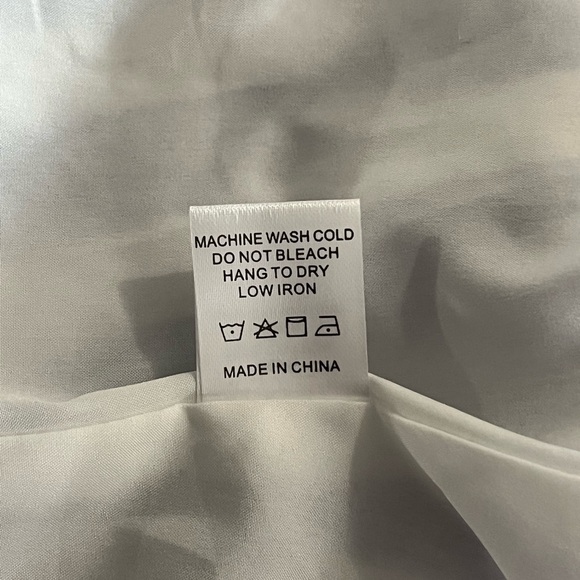 MACHINE WASH COLD
DO NOT BLEACH
HANG TO DRY
LOW IRON
MADE IN CHINA